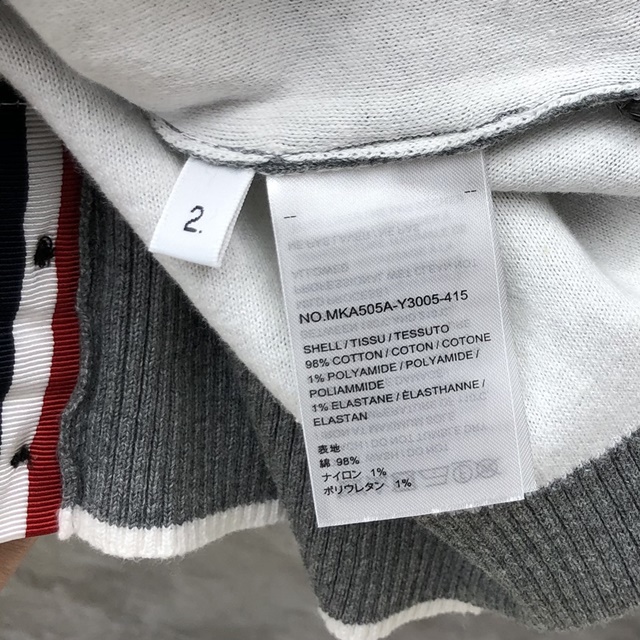 2.
NO.MKA505A-Y3005-415
SHELL / TISSU / TESSUTO
98% COTTON / COTON / COTONE
1% POLYAMIDE / POLYAMIDE /
POLIAMMIDE
1% ELASTANE / ÈLASTHANNE /
ELASTAN
表地
綿 98%
ナイロン 1%
ポリウレタン 1%